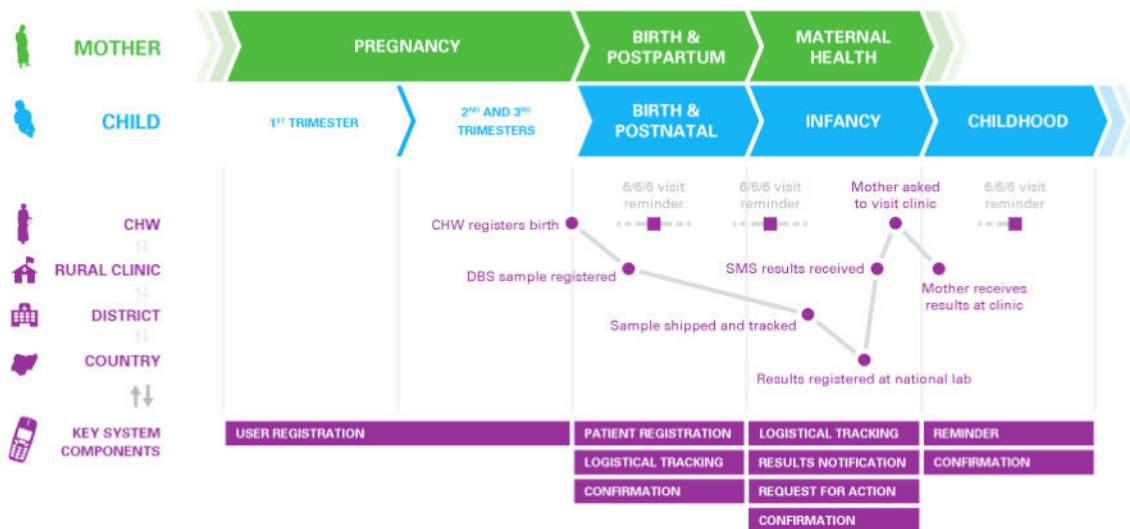 MOTHER
PREGNANCY
BIRTH &
POSTPARTUM
MATERNAL
HEALTH
CHILD
1ST TRIMESTER
2ND AND 3RD
TRIMESTERS
BIRTH &
POSTNATAL
INFANCY
CHILDHOOD
6/6/6 visit
reminder
6/6/6 visit
reminder
Mother asked
to visit clinic
6/6/6 visit
reminder
CHW
CHW registers birth
RURAL CLINIC
DBS sample registered
SMS results received
Mother receives
results at clinic
DISTRICT
Sample shipped and tracked
COUNTRY
Results registered at national lab
KEY SYSTEM
COMPONENTS
USER REGISTRATION
PATIENT REGISTRATION
LOGISTICAL TRACKING
CONFIRMATION
LOGISTICAL TRACKING
RESULTS NOTIFICATION
REQUEST FOR ACTION
CONFIRMATION
REMINDER
CONFIRMATION